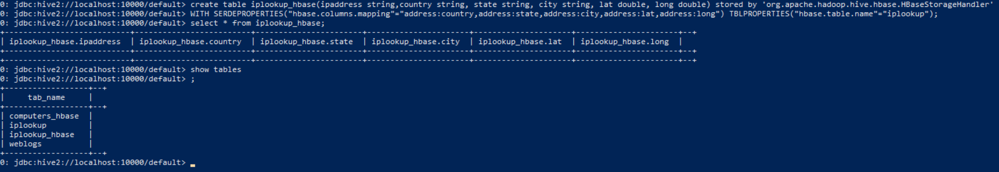 0: jdbc:hive2://localhost:10000/default> create table iplookup_hbase(ipaddress string,country string, state string, city string, lat double, long double) stored by 'org.apache.hadoop.hive.hbase.HBaseStorageHandler'
0: jdbc:hive2://localhost:10000/default> WITH SERDEPROPERTIES("hbase.columns.mapping"="address:country,address:state,address:city,address:lat,address:long") TBLPROPERTIES("hbase.table.name"="iplookup");
0: jdbc:hive2://localhost:10000/default> select * from iplookup_hbase;
| iplookup_hbase.ipaddress | iplookup_hbase.country | iplookup_hbase.state | iplookup_hbase.city | iplookup_hbase.lat | iplookup_hbase.long |
0: jdbc:hive2://localhost:10000/default> show tables
0: jdbc:hive2://localhost:10000/default> ;
| tab_name |
| computers_hbase |
| iplookup |
| iplookup_hbase |
| weblogs |
0: jdbc:hive2://localhost:10000/default>